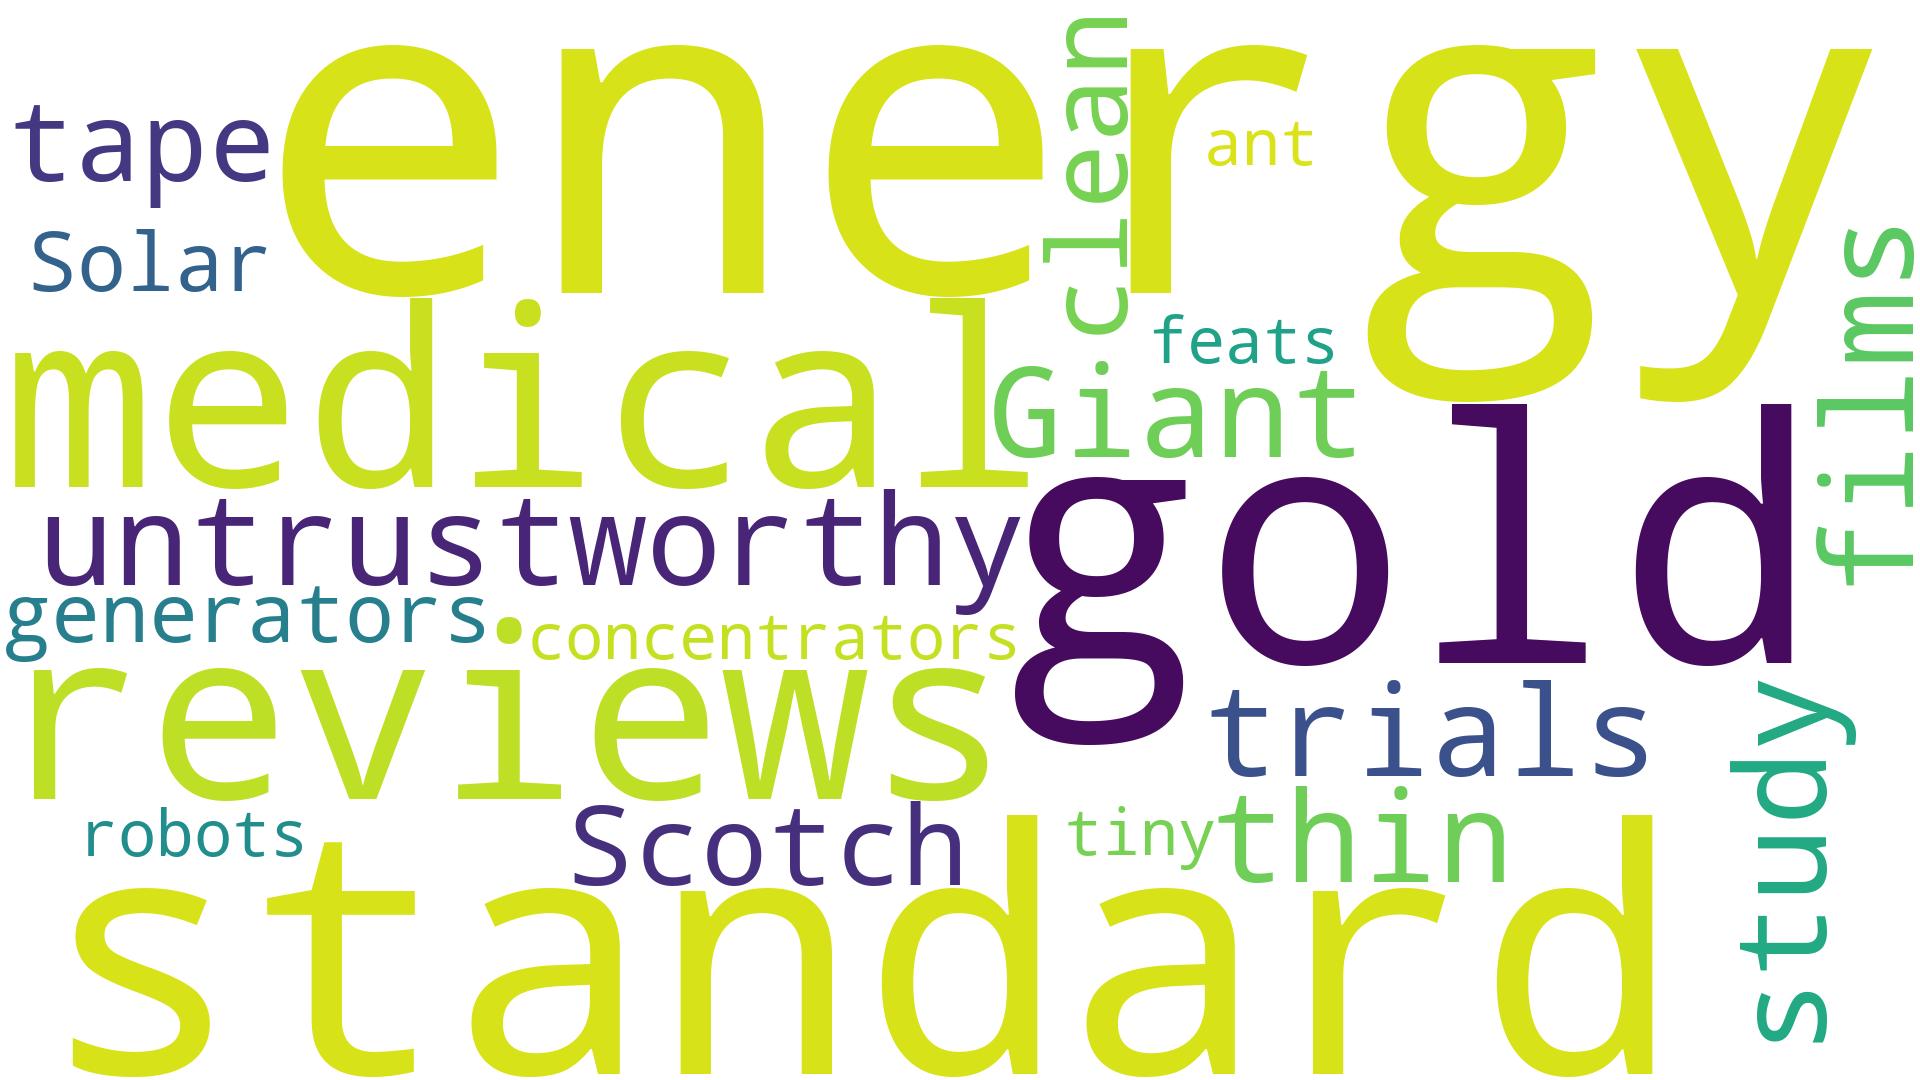 energy
clean
tape
ant
Solar
films
medical
feats
Giant
gold
untrustworthy
generators
concentrators
reviews
trials
study
robots
Scotch
tiny
thin
standard